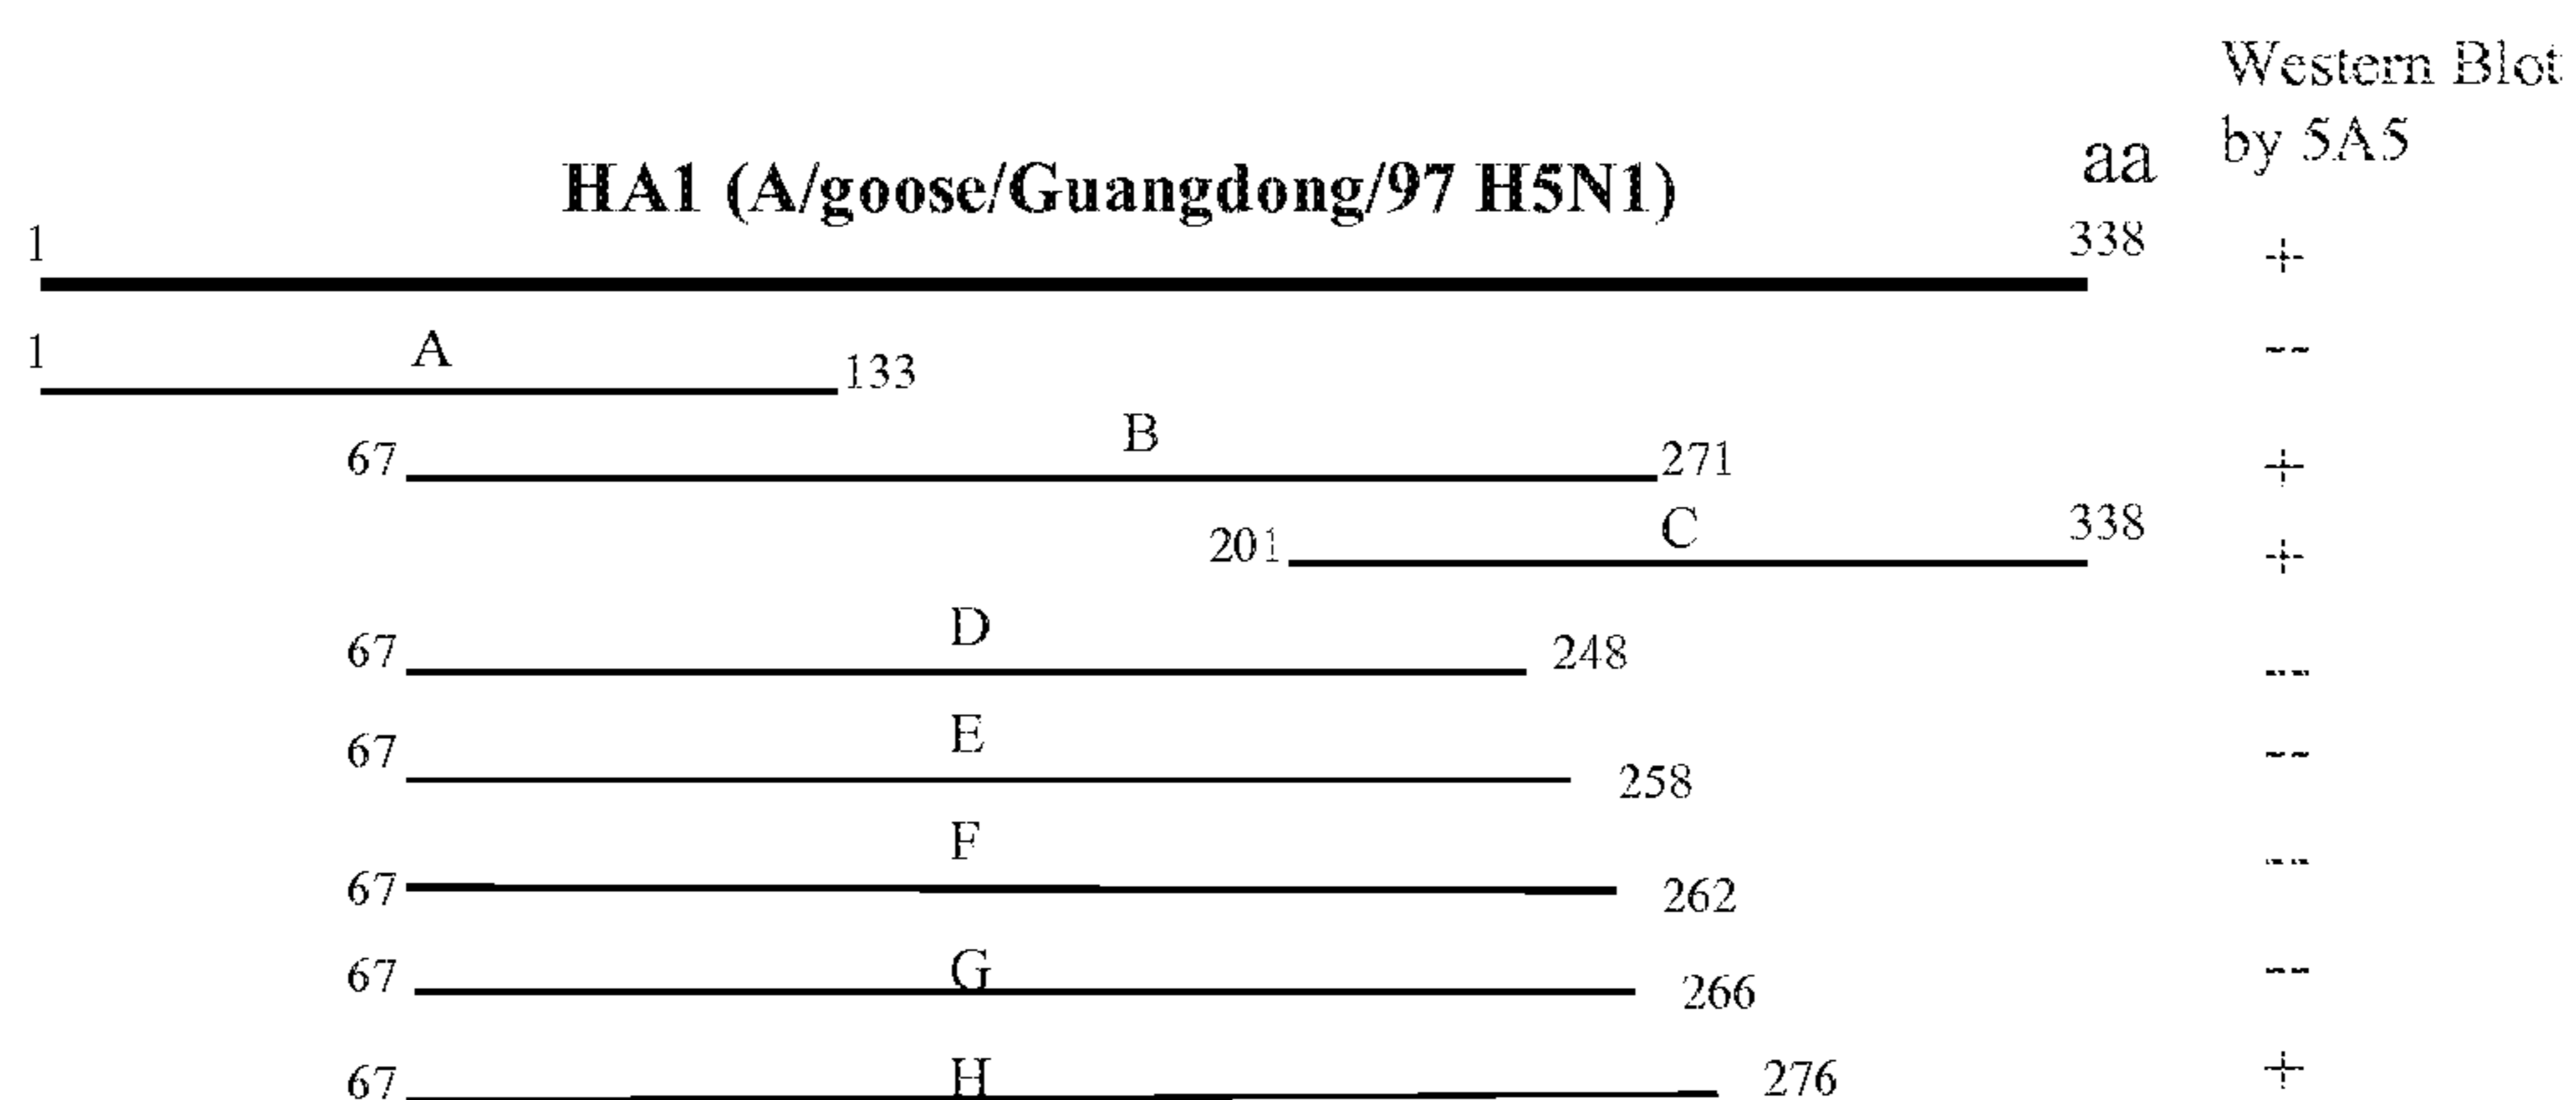 Western Blot
by 5A5
aa
HA1 (A/goose/Guangdong/97 H5N1)
1 338 +
1 A 133 --
67 B 271 +
201 C 338 +
67 D 248 --
67 E 258 --
67 F 262 --
67 G 266 --
67 H 276 +